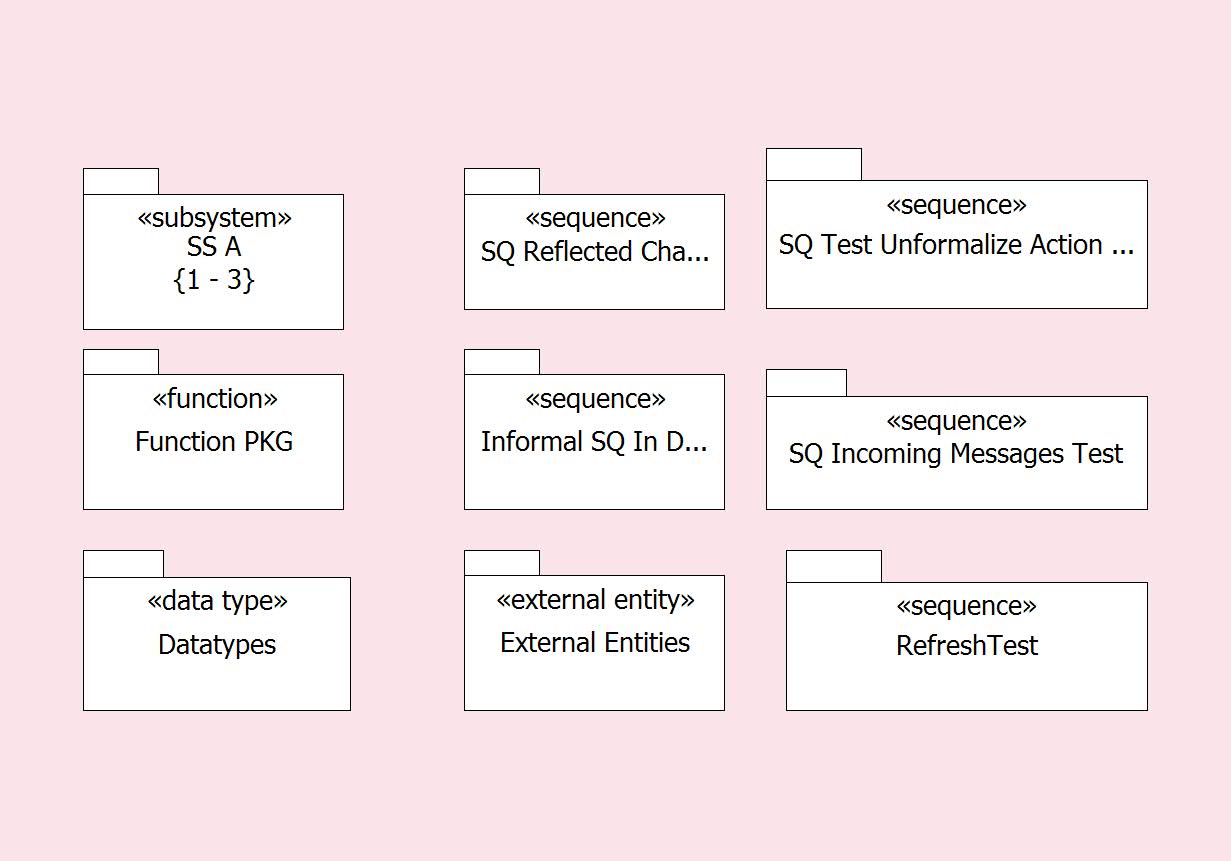 «subsystem»
SS A
{1 - 3}
«sequence»
SQ Reflected Cha...
«sequence»
SQ Test Unformalize Action ...
«function»
Function PKG
«sequence»
Informal SQ In D...
«sequence»
SQ Incoming Messages Test
«data type»
Datatypes
«external entity»
External Entities
«sequence»
RefreshTest